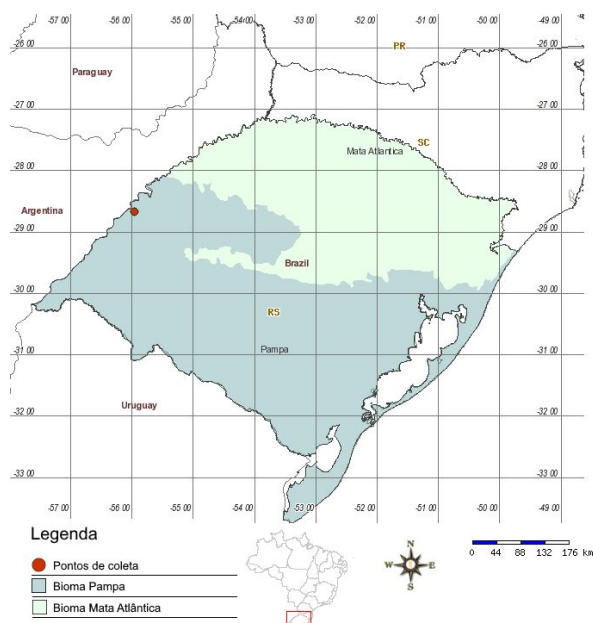 -57 00 -56 00 -55 00 -54 00 -53 00 -52 00 -51 00 -50 00 -49 00
-26 00 -26 00
PR
Paraguay
-27 00 -27 00
SC
Mata Atlantica
-28 00 -28 00
Argentina
-29 00 -29 00
Brazil
-30 00 -30 00
RS
-31 00 -31 00
Pampa
Uruguay
-32 00 -32 00
-33 00 -33 00
-57 00 -56 00 -55 00 -54 00 -53 00 -52 00 -51 00 -50 00 -49 00
Legenda
Pontos de coleta
Bioma Pampa
Bioma Mata Atlântica
N
W E
S
0 44 88 132 176 km